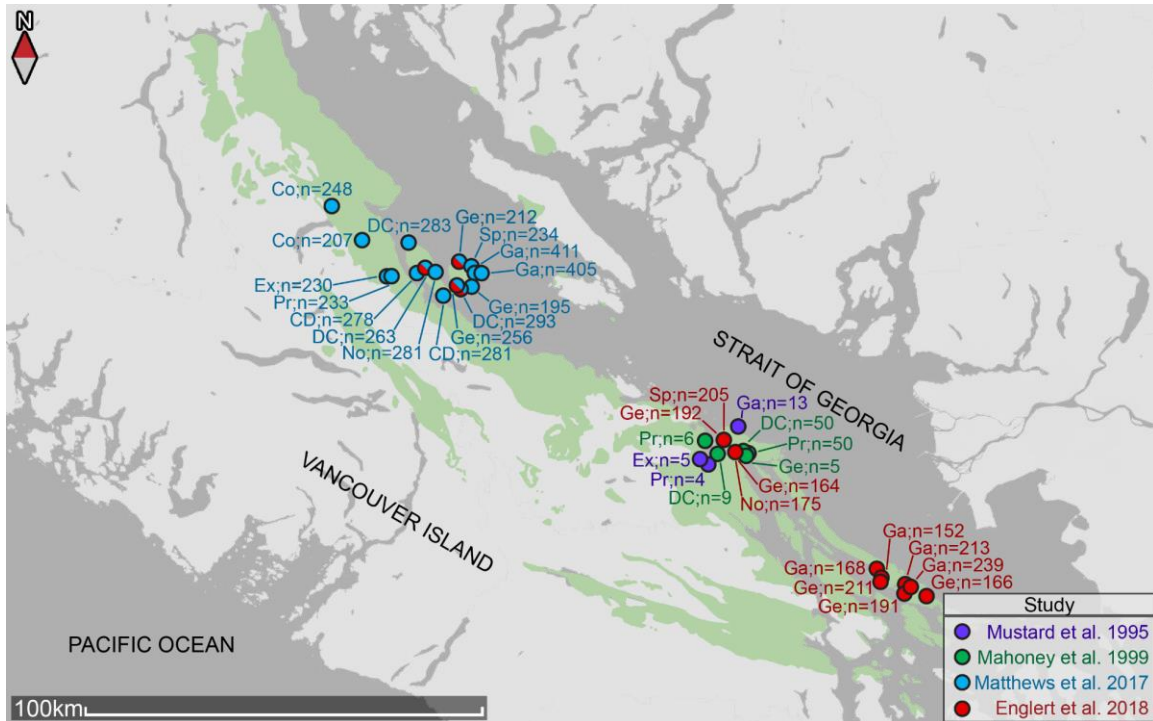 N
Co;n=248
Co;n=207
DC;n=283
Ge;n=212
Sp;n=234
Ga;n=411
Ga;n=405
Ex;n=230
Pr;n=233
CD;n=278
DC;n=263
No;n=281
CD;n=281
Ge;n=256
DC;n=293
Ge;n=195
STRAIT OF GEORGIA
Sp;n=205
Ge;n=192
Ga;n=13
DC;n=50
Pr;n=6
Pr;n=50
Ex;n=5
Ge;n=5
Pr;n=4
Ge;n=164
DC;n=9
No;n=175
VANCOUVER ISLAND
Ga;n=152
Ga;n=213
Ga;n=168
Ga;n=239
Ge;n=211
Ge;n=166
Ge;n=191
PACIFIC OCEAN
Study
Mustard et al. 1995
Mahoney et al. 1999
Matthews et al. 2017
Englert et al. 2018
100km